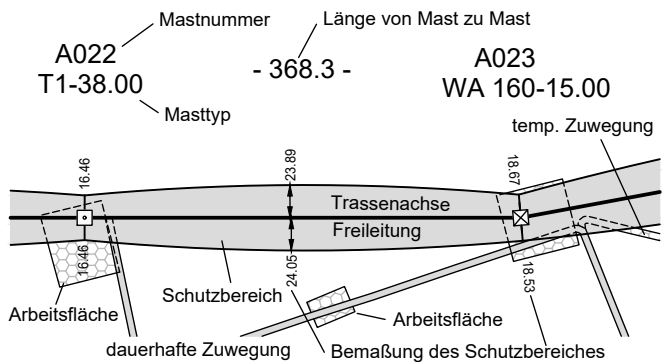 Mastnummer
Länge von Mast zu Mast
A022
T1-38.00
- 368.3 -
A023
WA 160-15.00
Masttyp
temp. Zuwegung
16.46
23.89
18.67
Trassenachse
Freileitung
16.46
24.05
18.53
Schutzbereich
Arbeitsfläche
Arbeitsfläche
dauerhafte Zuwegung
Bemaßung des Schutzbereiches